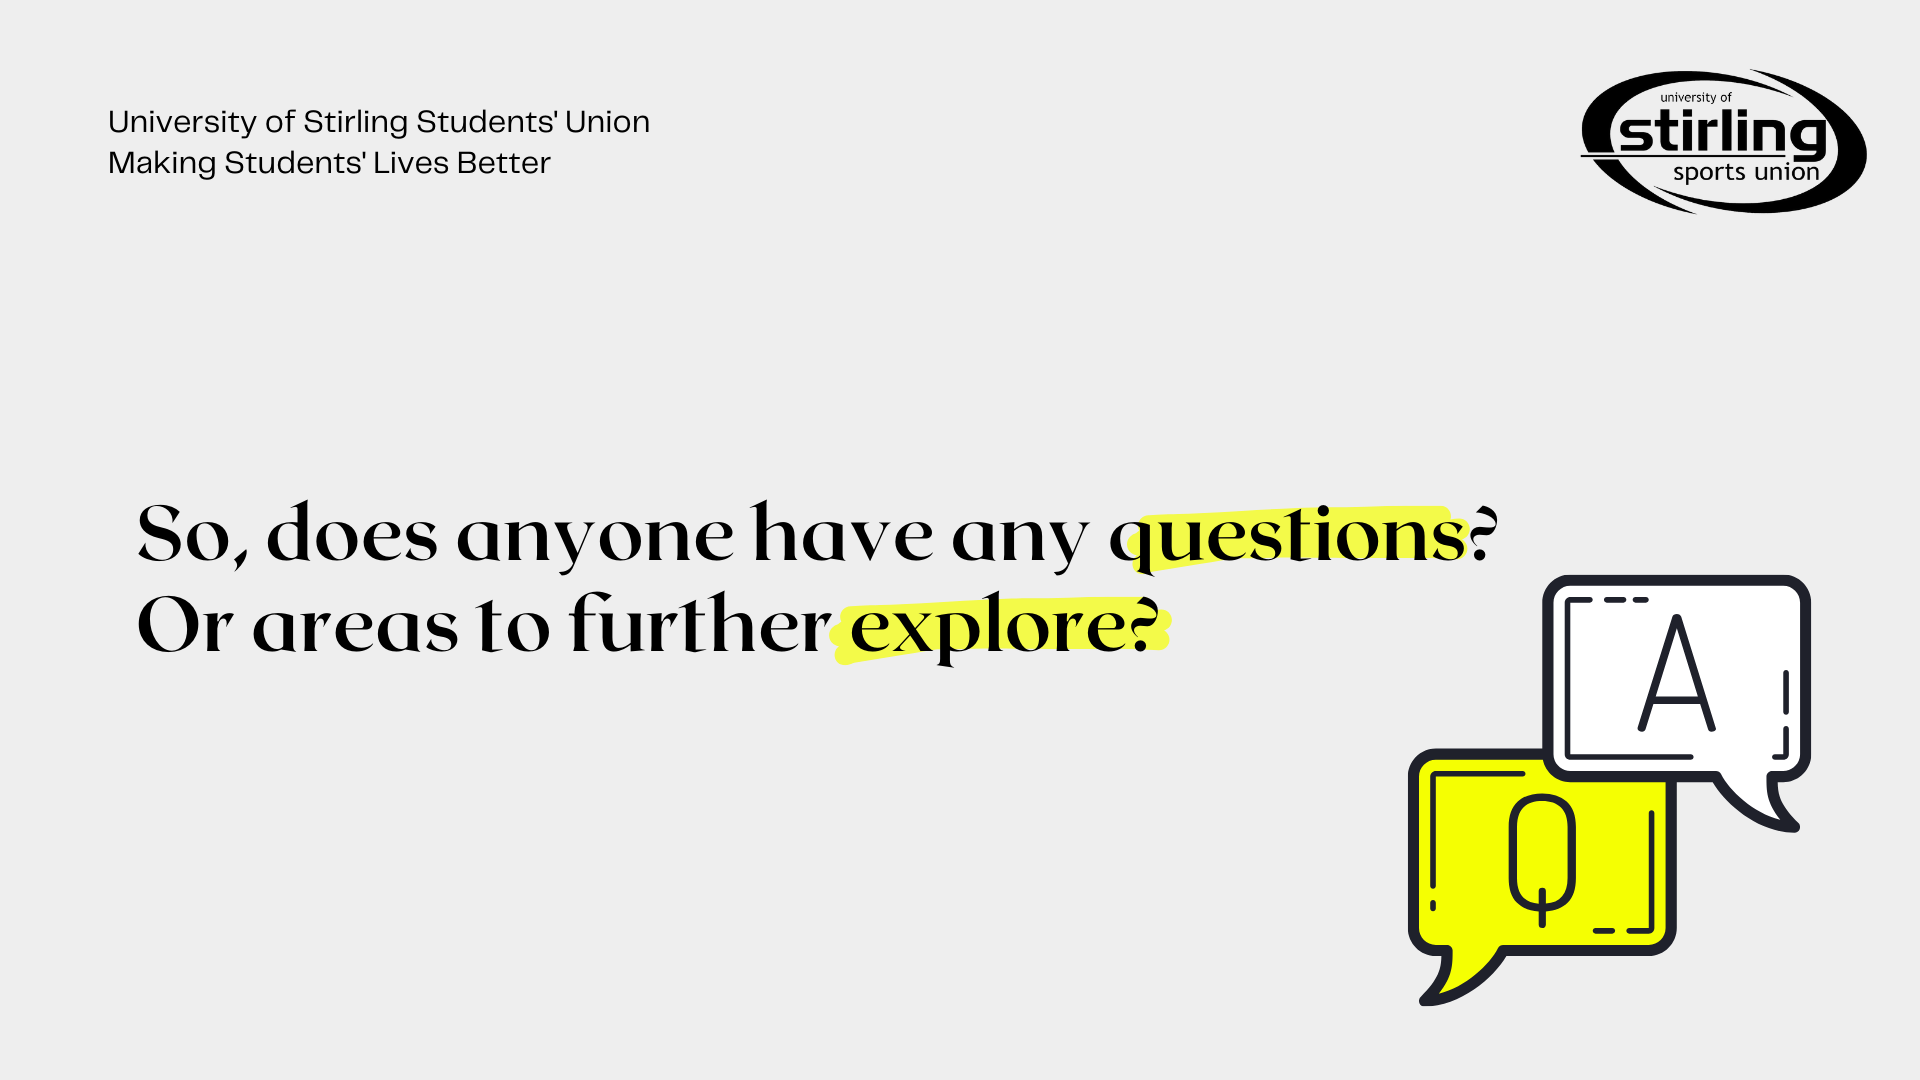 University of Stirling Students' Union
Making Students' Lives Better
university of
stirling
sports union
So, does anyone have any questions?
Or areas to further explore?
A
Q